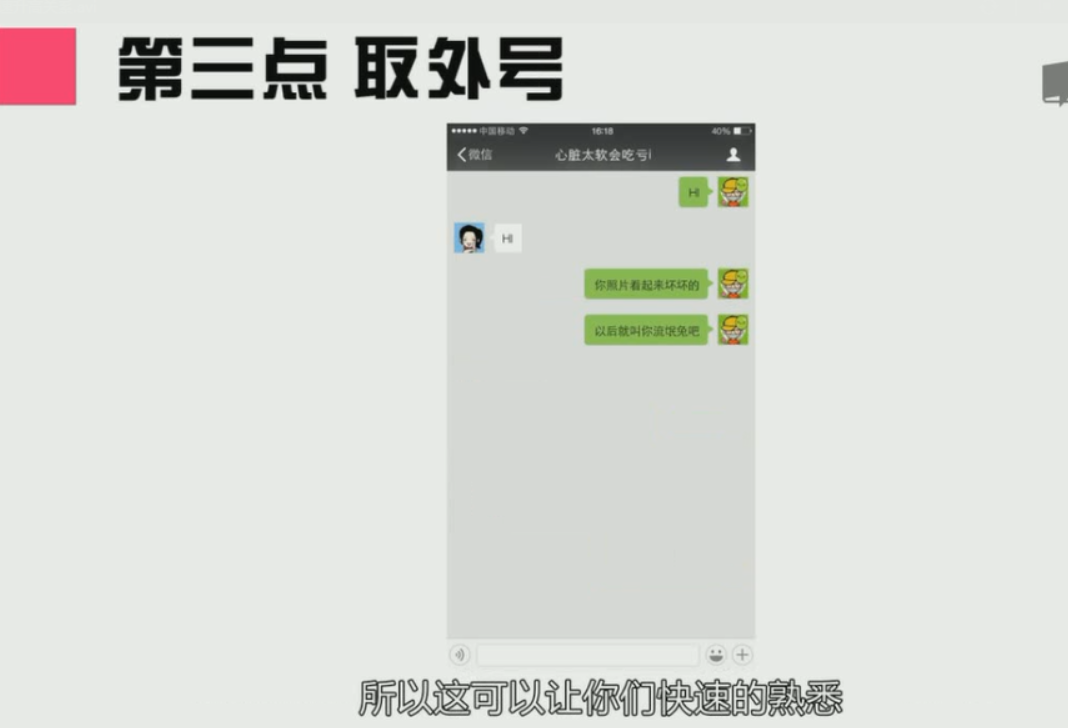 第三点 取外号
中国移动 16:18 40%
微信 心脏太软会吃亏i
HI
HI
你照片看起来坏坏的
以后就叫你流氓兔吧
所以这可以让你们快速的熟悉